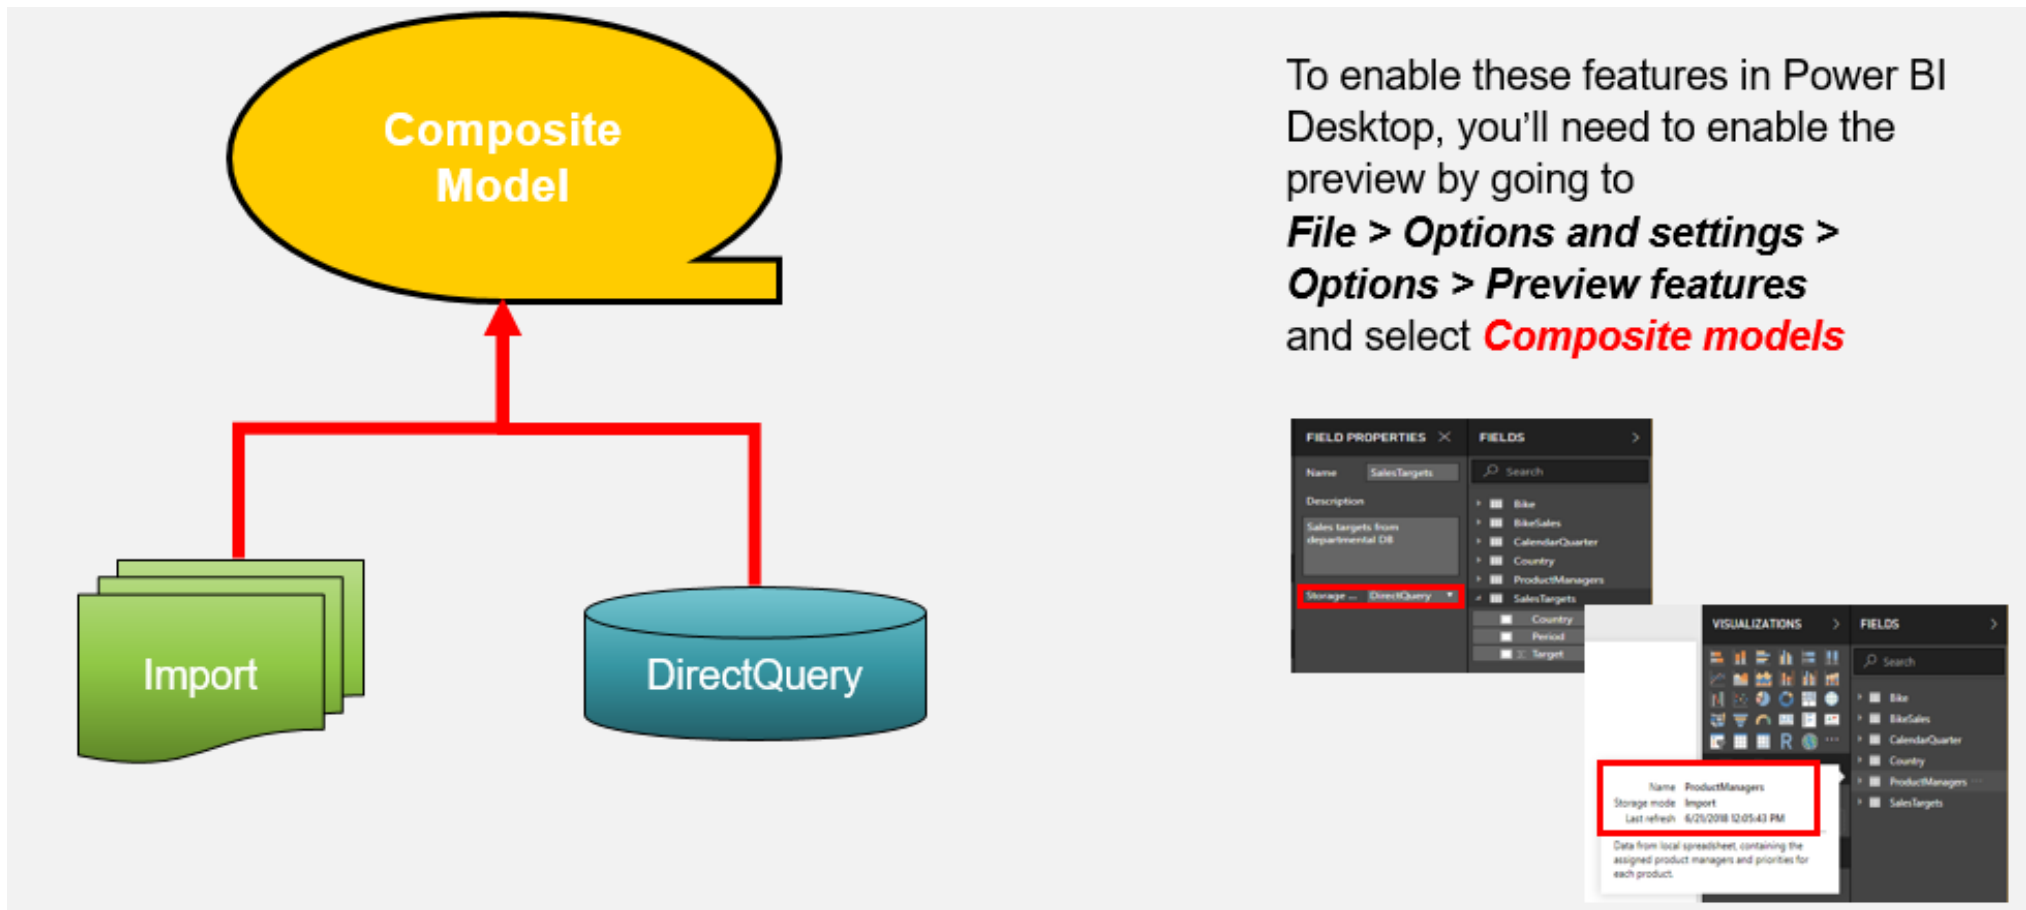 Composite
Model
Import
DirectQuery
To enable these features in Power BI
Desktop, you'll need to enable the
preview by going to
File > Options and settings >
Options > Preview features
and select Composite models
FIELD PROPERTIES
Name SalesTargets
Description
Sales targets from
departmental DB
Storage ... DirectQuery
FIELDS
Search
Bike
BikeSales
CalendarQuarter
Country
ProductManagers
SalesTargets
Country
Period
Σ Target
VISUALIZATIONS
R
...
FIELDS
Search
Bike
BikeSales
CalendarQuarter
Country
ProductManagers ...
SalesTargets
Name ProductManagers
Storage mode Import
Last refresh 6/21/2018 12:05:43 PM
Data from local spreadsheet, containing the
assigned product managers and priorities for
each product.